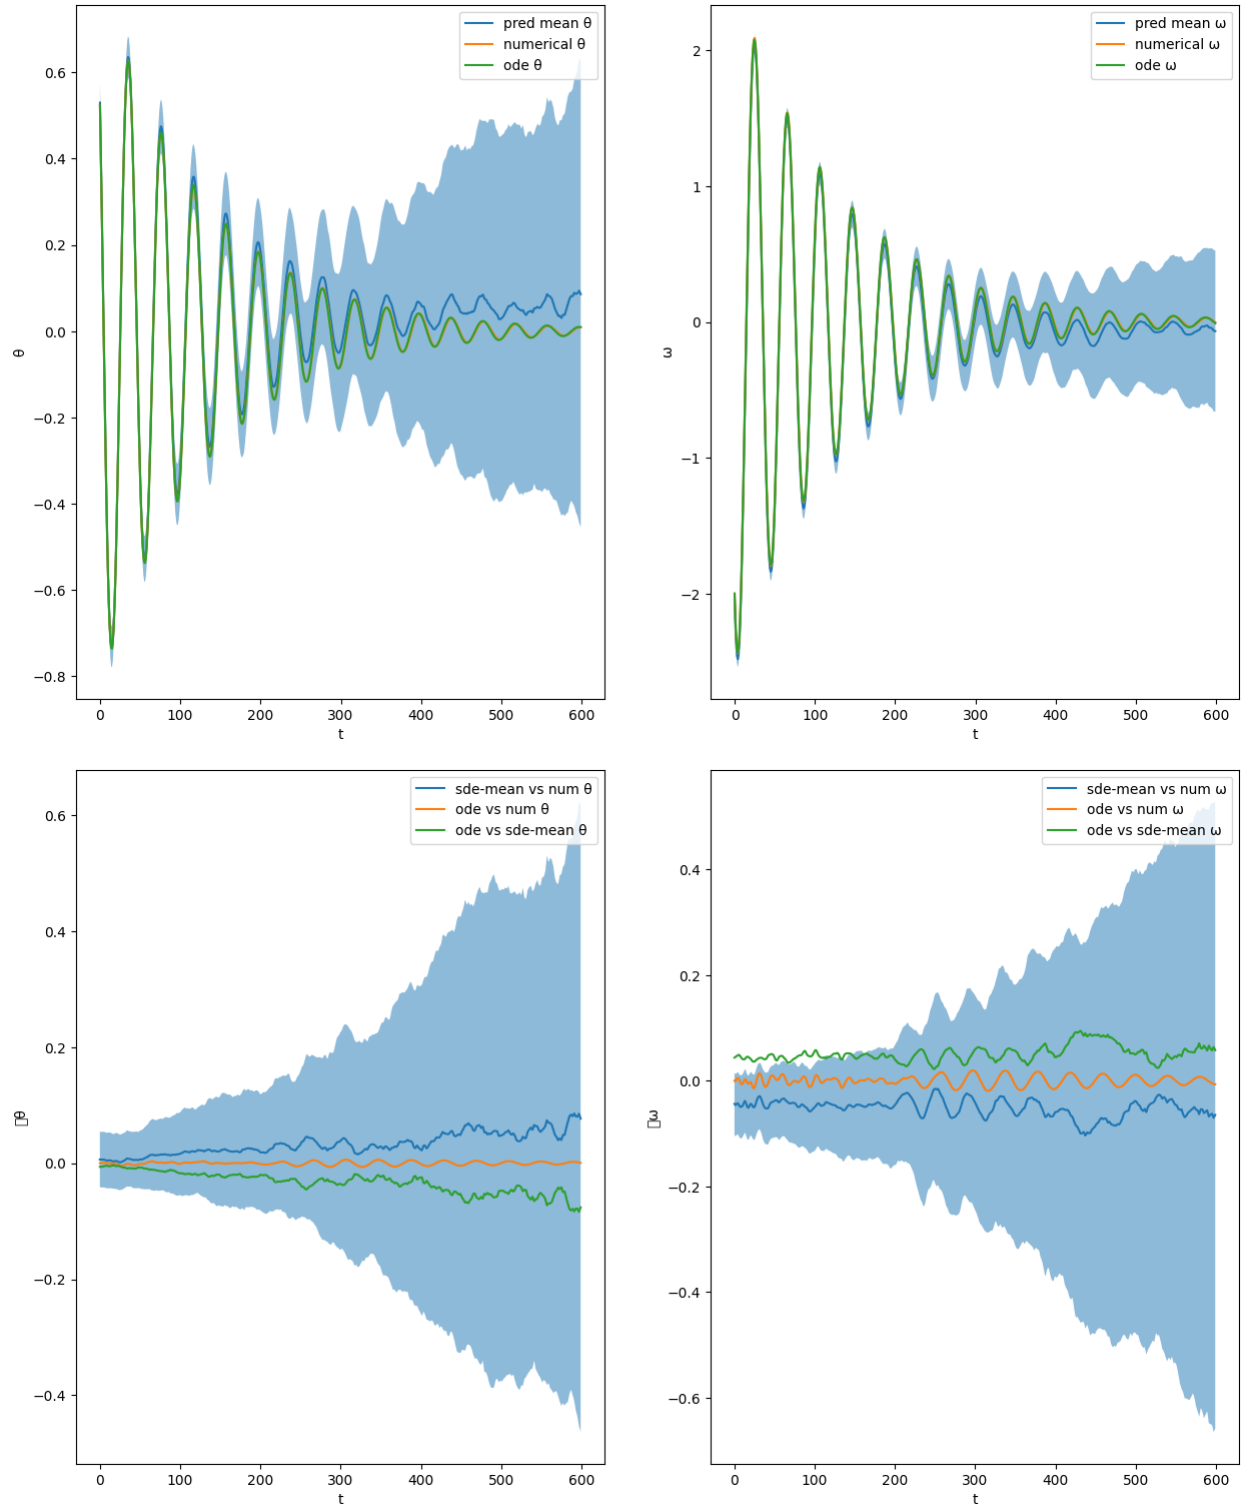 pred mean θ
numerical θ
ode θ
0.6
0.4
0.2
0.0
−0.2
−0.4
−0.6
−0.8
θ
0
100
200
300
400
500
600
t
pred mean ω
numerical ω
ode ω
2
1
0
−1
−2
ω
0
100
200
300
400
500
600
t
sde-mean vs num θ
ode vs num θ
ode vs sde-mean θ
0.6
0.4
0.2
0.0
−0.2
−0.4
▯θ
0
100
200
300
400
500
600
t
sde-mean vs num ω
ode vs num ω
ode vs sde-mean ω
0.4
0.2
0.0
−0.2
−0.4
−0.6
▯ω
0
100
200
300
400
500
600
t